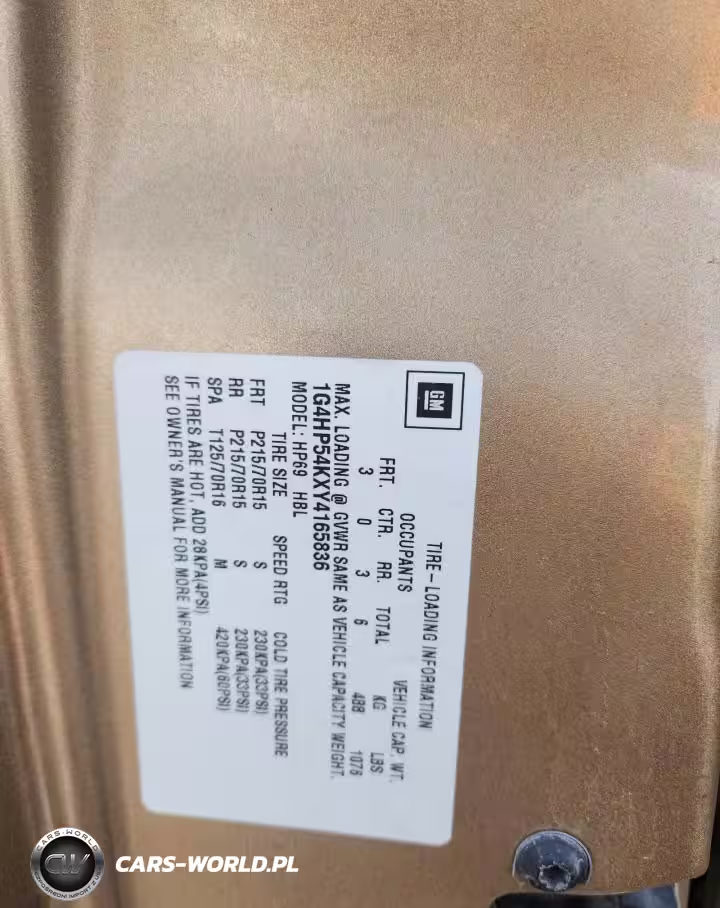 GM
TIRE-LOADING INFORMATION
OCCUPANTS VEHICLE CAP. WT.
FRT. CTR. RR. TOTAL KG LBS
3 0 3 6 488 1076
MAX. LOADING @ GVWR SAME AS VEHICLE CAPACITY WEIGHT.
1G4HP54KXY4165836
MODEL: HP69 HBL
TIRE SIZE SPEED RTG COLD TIRE PRESSURE
FRT P215/70R15 S 230KPA(33PSI)
RR P215/70R15 S 230KPA(33PSI)
SPA T125/70R16 M 420KPA(60PSI)
IF TIRES ARE HOT, ADD 28KPA(4PSI)
SEE OWNER'S MANUAL FOR MORE INFORMATION
CARS-WORLD
CW
CARS-WORLD.PL